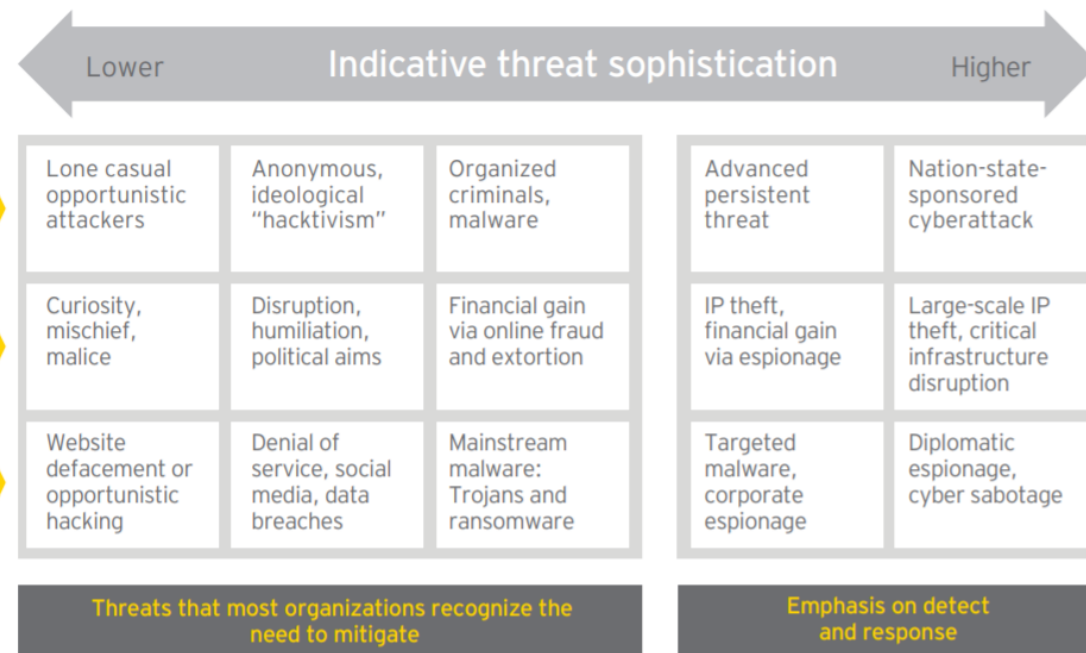 Lower Indicative threat sophistication Higher
Lone casual
opportunistic
attackers
Anonymous,
ideological
“hacktivism”
Organized
criminals,
malware
Advanced
persistent
threat
Nation-state-
sponsored
cyberattack
Curiosity,
mischief,
malice
Disruption,
humiliation,
political aims
Financial gain
via online fraud
and extortion
IP theft,
financial gain
via espionage
Large-scale IP
theft, critical
infrastructure
disruption
Website
defacement or
opportunistic
hacking
Denial of
service, social
media, data
breaches
Mainstream
malware:
Trojans and
ransomware
Targeted
malware,
corporate
espionage
Diplomatic
espionage,
cyber sabotage
Threats that most organizations recognize the
need to mitigate
Emphasis on detect
and response